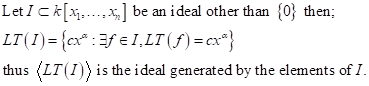 Let I ⊂ k[x₁,...,xₙ] be an ideal other than {0} then;
LT(I)={cx^α : ∃f ∈ I, LT(f)=cx^α}
thus ⟨LT(I)⟩ is the ideal generated by the elements of I.